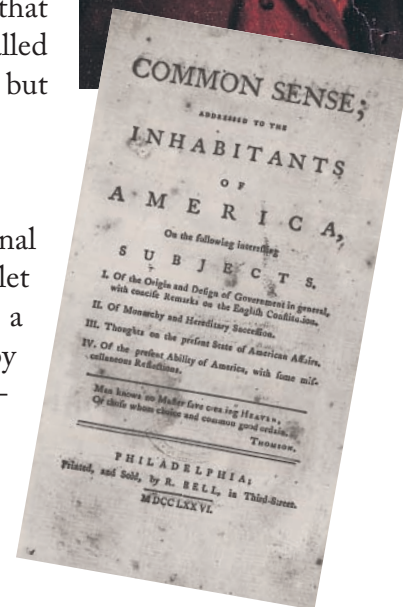 that
alled
but
nal
let
a
by
–
COMMON SENSE;
ADDRESSED TO THE
INHABITANTS
OF
AMERICA,
On the following intereſting
SUBJECTS.
I. Of the Origin and Deſign of Government in general,
with conciſe Remarks on the Engliſh Conſtitution.
II. Of Monarchy and Hereditary Succeſſion.
III. Thoughts on the preſent State of American Affairs.
IV. Of the preſent Ability of America, with ſome miſ-
cellaneous Reflections.
Man knows no Maſter ſave creating HEAVEN,
Or thoſe whom choice and common good ordain.
THOMSON.
PHILADELPHIA;
Printed, and Sold, by R. BELL, in Third-Street.
MDCCLXXVI.